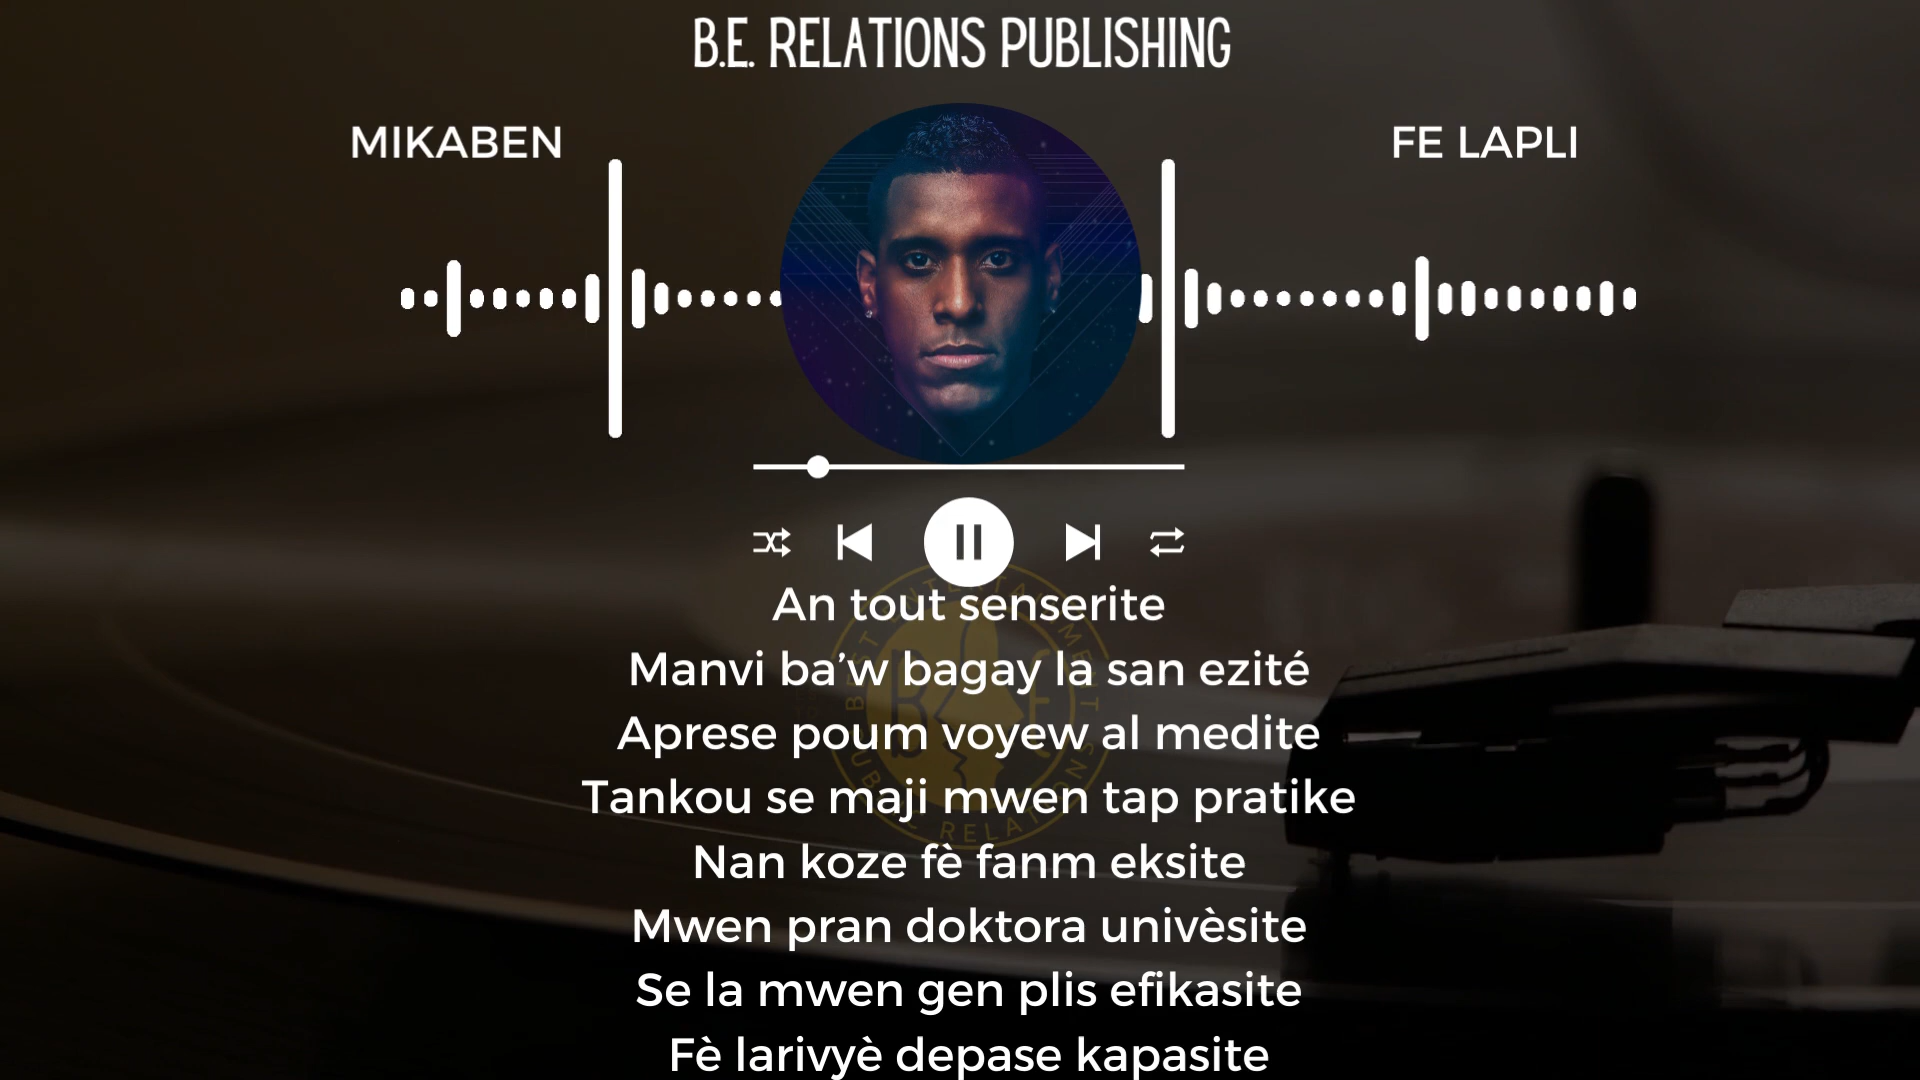 B.E. RELATIONS PUBLISHING
MIKABEN
FE LAPLI
An tout senserite
Manvi ba’w bagay la san ezité
Aprese poum voyew al medite
Tankou se maji mwen tap pratike
Nan koze fè fanm eksite
Mwen pran doktora univèsite
Se la mwen gen plis efikasite
Fè larivyè depase kapasite